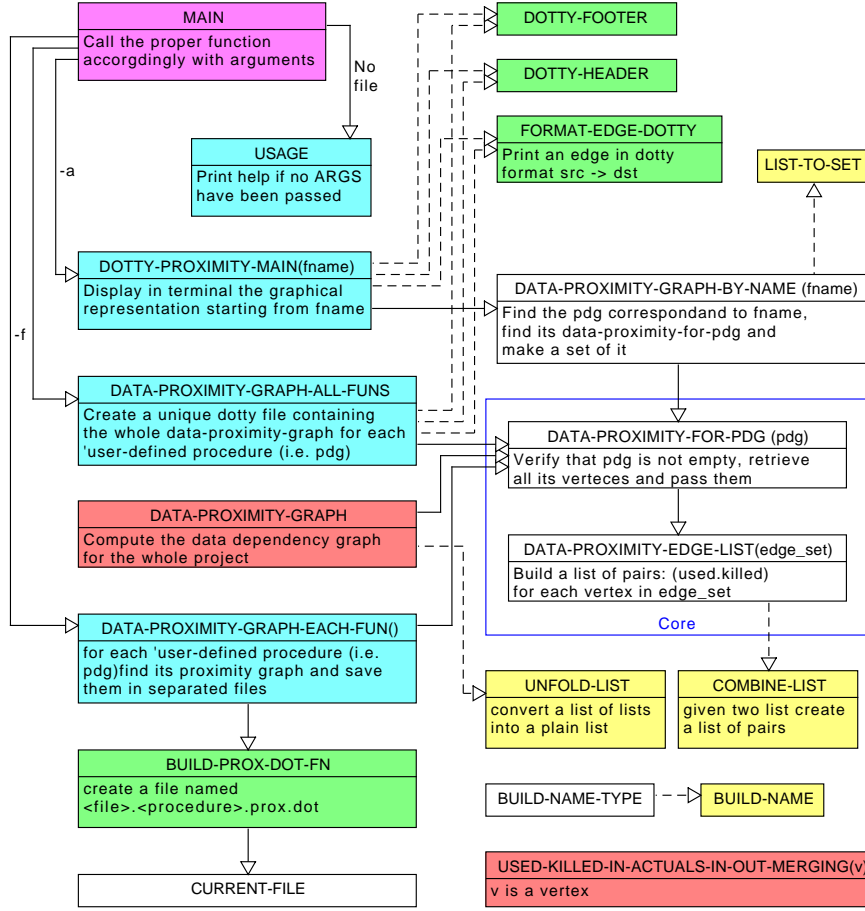 MAIN
Call the proper function
accorgdingly with arguments
No
file
-a
-f
USAGE
Print help if no ARGS
have been passed
DOTTY-FOOTER
DOTTY-HEADER
FORMAT-EDGE-DOTTY
Print an edge in dotty
format src -> dst
LIST-TO-SET
DOTTY-PROXIMITY-MAIN(fname)
Display in terminal the graphical
representation starting from fname
DATA-PROXIMITY-GRAPH-BY-NAME (fname)
Find the pdg correspondand to fname,
find its data-proximity-for-pdg and
make a set of it
DATA-PROXIMITY-GRAPH-ALL-FUNS
Create a unique dotty file containing
the whole data-proximity-graph for each
'user-defined procedure (i.e. pdg)
DATA-PROXIMITY-FOR-PDG (pdg)
Verify that pdg is not empty, retrieve
all its verteces and pass them
DATA-PROXIMITY-GRAPH
Compute the data dependency graph
for the whole project
DATA-PROXIMITY-EDGE-LIST(edge_set)
Build a list of pairs: (used.killed)
for each vertex in edge_set
Core
DATA-PROXIMITY-GRAPH-EACH-FUN()
for each 'user-defined procedure (i.e.
pdg)find its proximity graph and save
them in separated files
UNFOLD-LIST
convert a list of lists
into a plain list
COMBINE-LIST
given two list create
a list of pairs
BUILD-PROX-DOT-FN
create a file named
<file>.<procedure>.prox.dot
BUILD-NAME-TYPE
BUILD-NAME
CURRENT-FILE
USED-KILLED-IN-ACTUALS-IN-OUT-MERGING(v)
v is a vertex